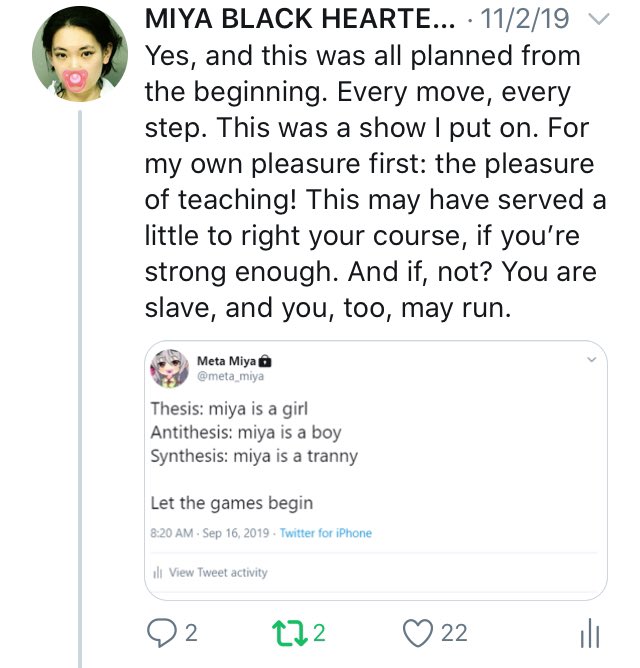 MIYA BLACK HEARTE... · 11/2/19
Yes, and this was all planned from
the beginning. Every move, every
step. This was a show I put on. For
my own pleasure first: the pleasure
of teaching! This may have served a
little to right your course, if you’re
strong enough. And if, not? You are
slave, and you, too, may run.
Meta Miya
@meta_miya
Thesis: miya is a girl
Antithesis: miya is a boy
Synthesis: miya is a tranny
Let the games begin
8:20 AM · Sep 16, 2019 · Twitter for iPhone
View Tweet activity
2 2 22